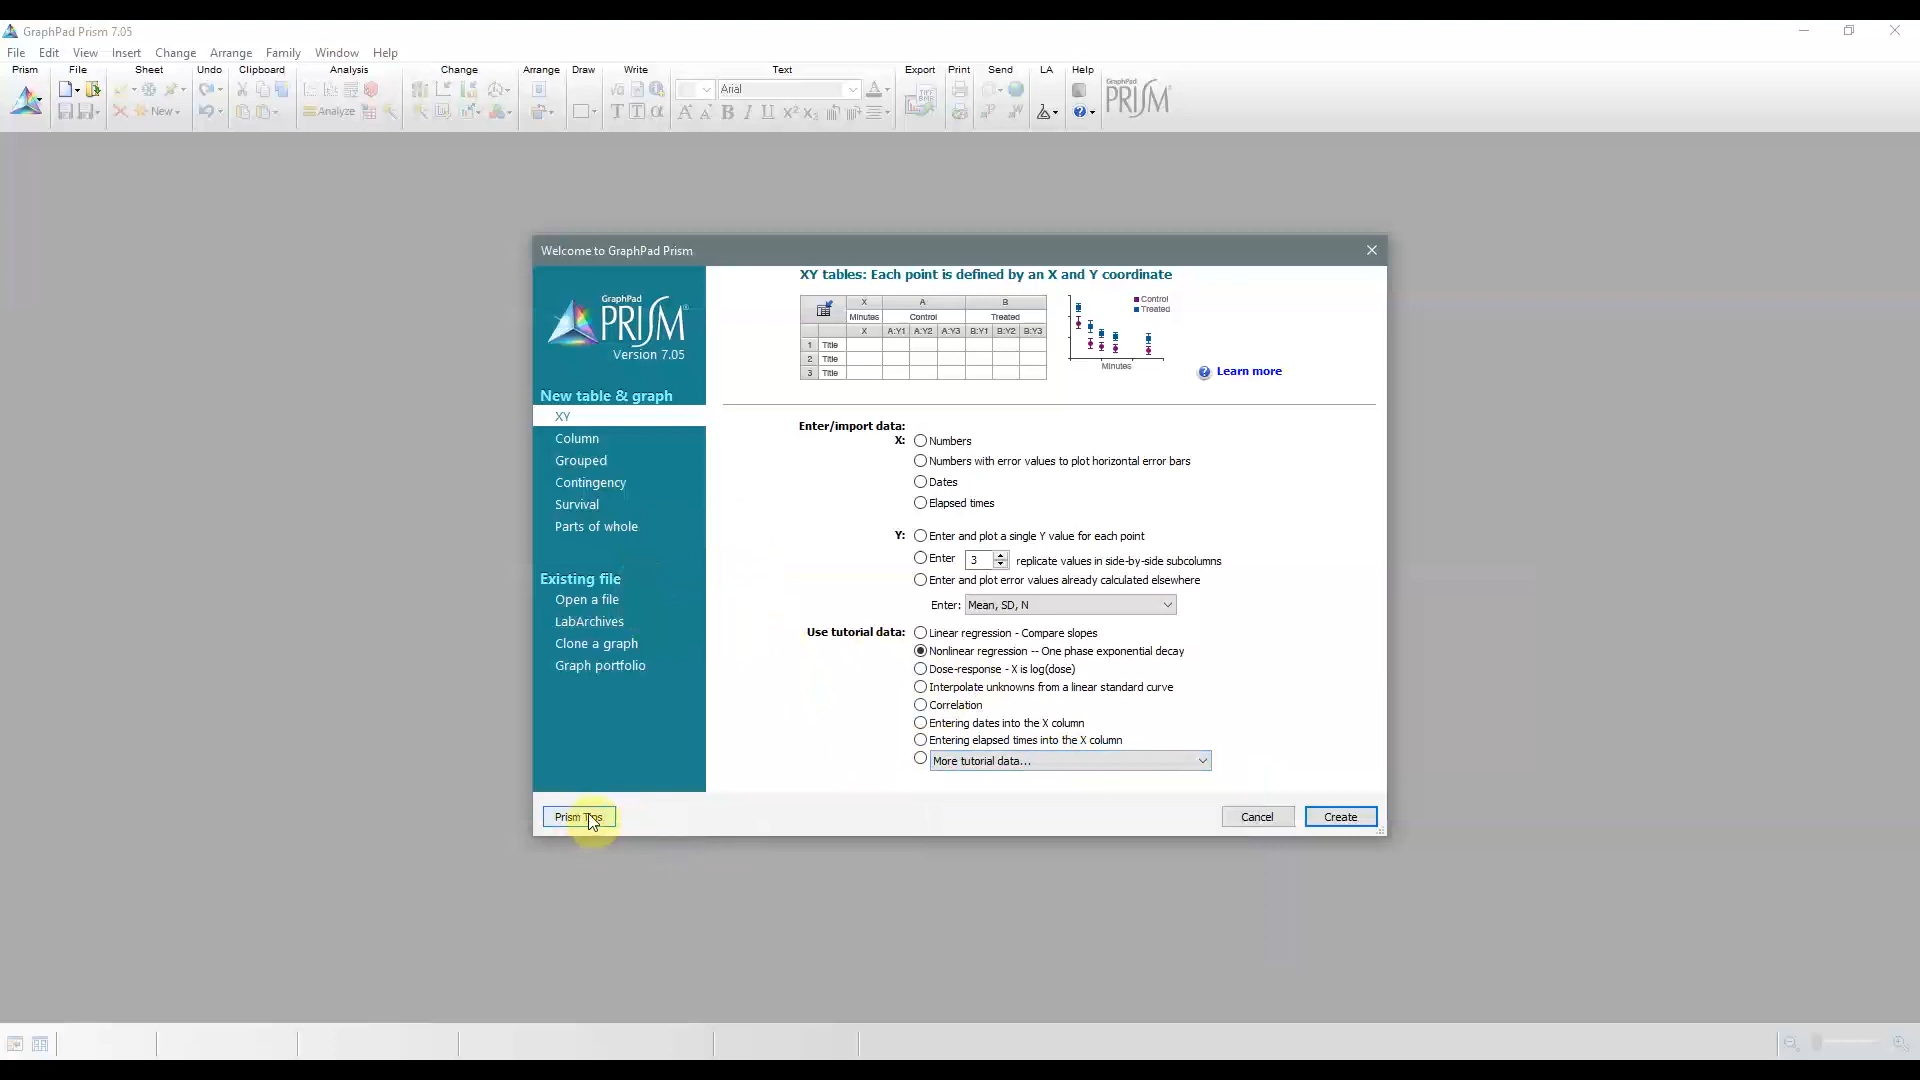 GraphPad Prism 7.05
File Edit View Insert Change Arrange Family Window Help
Prism File Sheet Undo Clipboard Analysis Change Arrange Draw Write Text Export Print Send LA Help
Arial
New
Analyze
GraphPad
PRISM
Welcome to GraphPad Prism
GraphPad
PRISM
Version 7.05
New table & graph
XY
Column
Grouped
Contingency
Survival
Parts of whole
Existing file
Open a file
LabArchives
Clone a graph
Graph portfolio
XY tables: Each point is defined by an X and Y coordinate
X A B
Minutes Control Treated
X A:Y1 A:Y2 A:Y3 B:Y1 B:Y2 B:Y3
1 Title
2 Title
3 Title
Control
Treated
Minutes
Learn more
Enter/import data:
X: Numbers
Numbers with error values to plot horizontal error bars
Dates
Elapsed times
Y: Enter and plot a single Y value for each point
Enter 3 replicate values in side-by-side subcolumns
Enter and plot error values already calculated elsewhere
Enter: Mean, SD, N
Use tutorial data: Linear regression - Compare slopes
Nonlinear regression -- One phase exponential decay
Dose-response - X is log(dose)
Interpolate unknowns from a linear standard curve
Correlation
Entering dates into the X column
Entering elapsed times into the X column
More tutorial data...
Prism Tips Cancel Create